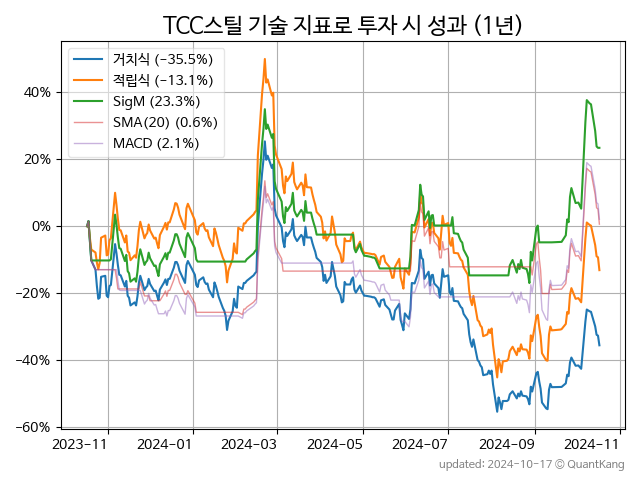 TCC스틸 기술 지표로 투자 시 성과 (1년)
거치식 (−35.5%)
적립식 (−13.1%)
SigM (23.3%)
SMA(20) (0.6%)
MACD (2.1%)
40%
20%
0%
−20%
−40%
−60%
2023-11 2024-01 2024-03 2024-05 2024-07 2024-09 2024-11
updated: 2024-10-17 © QuantKang